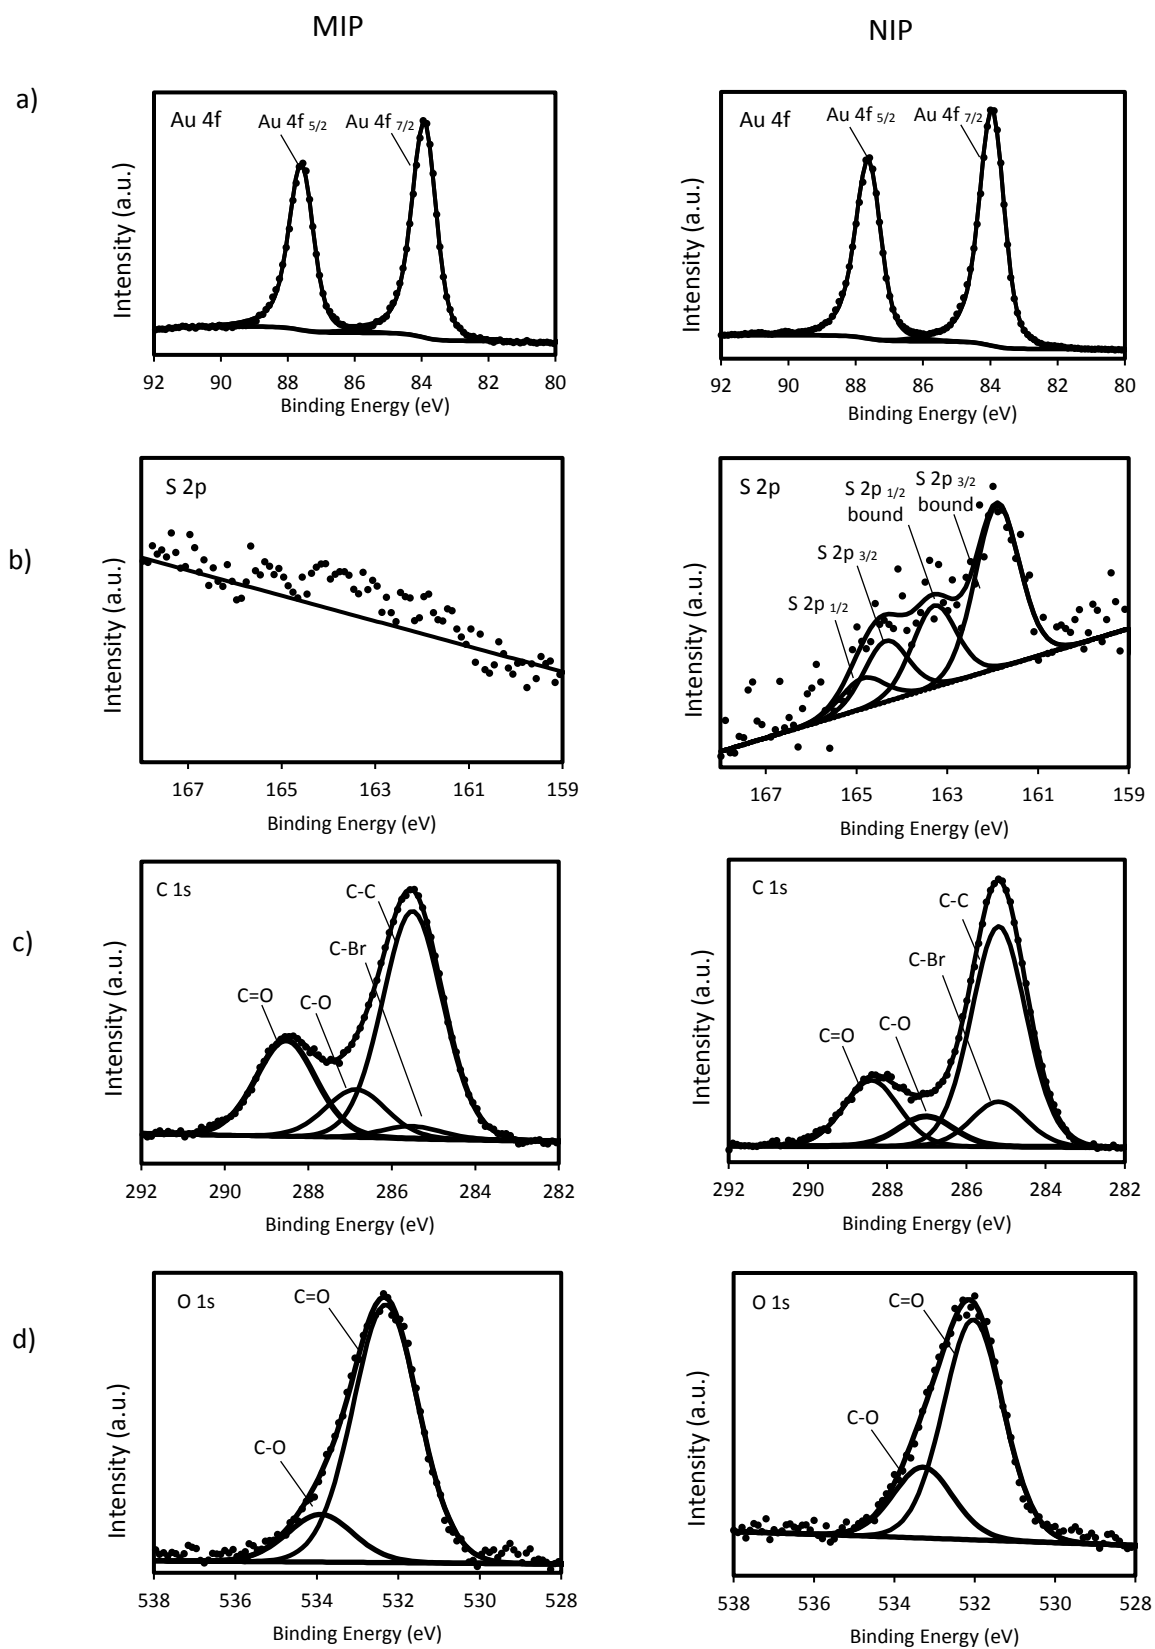 MIP
NIP
a)
Au 4f
Au 4f 5/2
Au 4f 7/2
Intensity (a.u.)
92 90 88 86 84 82 80
Binding Energy (eV)
Au 4f
Au 4f 5/2
Au 4f 7/2
Intensity (a.u.)
92 90 88 86 84 82 80
Binding Energy (eV)
b)
S 2p
Intensity (a.u.)
167 165 163 161 159
Binding Energy (eV)
S 2p
S 2p 1/2
bound
S 2p 3/2
bound
S 2p 3/2
S 2p 1/2
Intensity (a.u.)
167 165 163 161 159
Binding Energy (eV)
c)
C 1s
C-C
C-Br
C=O
C-O
Intensity (a.u.)
292 290 288 286 284 282
Binding Energy (eV)
C 1s
C-C
C-Br
C-O
C=O
Intensity (a.u.)
292 290 288 286 284 282
Binding Energy (eV)
d)
O 1s
C=O
C-O
Intensity (a.u.)
538 536 534 532 530 528
Binding Energy (eV)
O 1s
C=O
C-O
Intensity (a.u.)
538 536 534 532 530 528
Binding Energy (eV)